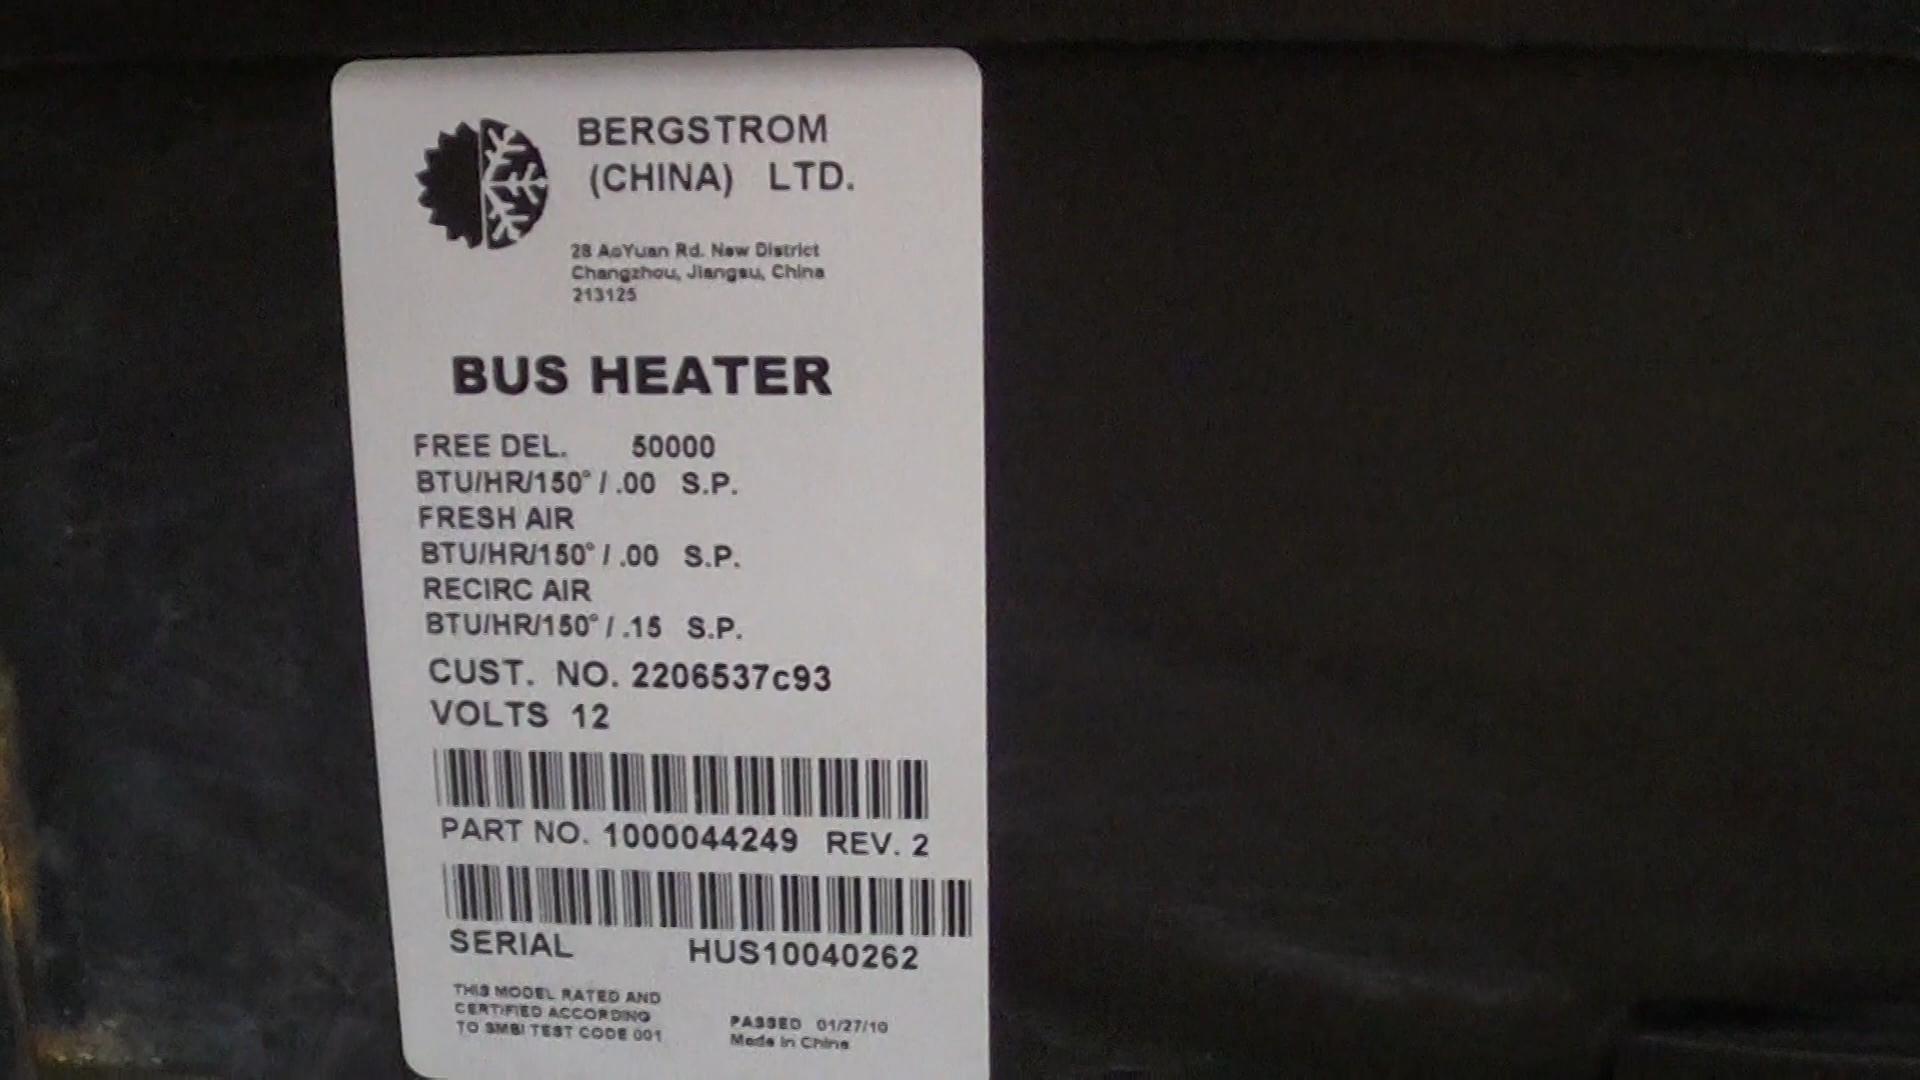 BERGSTROM
(CHINA) LTD.
28 AoYuan Rd. New District
Changzhou, Jiangsu, China
213125
BUS HEATER
FREE DEL. 50000
BTU/HR/150° / .00 S.P.
FRESH AIR
BTU/HR/150° / .00 S.P.
RECIRC AIR
BTU/HR/150° / .15 S.P.
CUST. NO. 2206537c93
VOLTS 12
PART NO. 1000044249 REV. 2
SERIAL HUS10040262
THIS MODEL RATED AND
CERTIFIED ACCORDING
TO SMBI TEST CODE 001
PASSED 01/27/10
Made in China